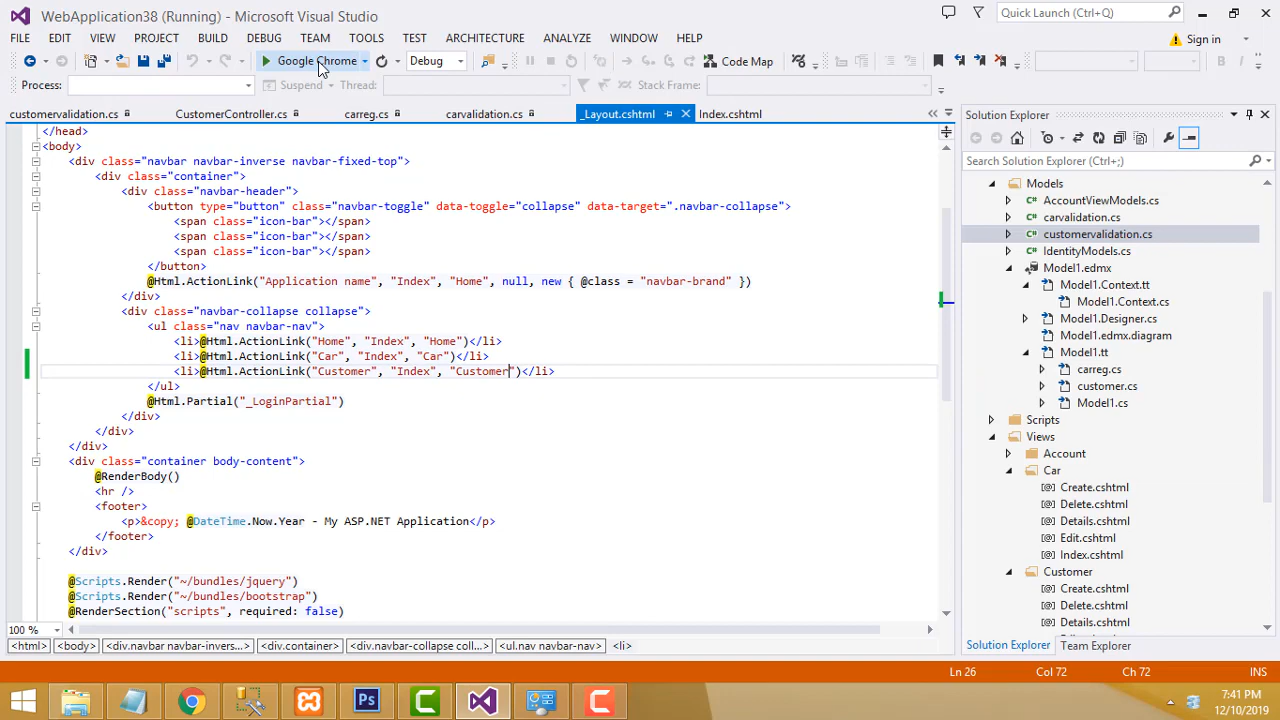 WebApplication38 (Running) - Microsoft Visual Studio
Quick Launch (Ctrl+Q)
FILE EDIT VIEW PROJECT BUILD DEBUG TEAM TOOLS TEST ARCHITECTURE ANALYZE WINDOW HELP
Sign in
Google Chrome
Debug
Code Map
Process:
Suspend
Thread:
Stack Frame:
customervalidation.cs CustomerController.cs carreg.cs carvalidation.cs _Layout.cshtml Index.cshtml
</head>
<body>
<div class="navbar navbar-inverse navbar-fixed-top">
<div class="container">
<div class="navbar-header">
<button type="button" class="navbar-toggle" data-toggle="collapse" data-target=".navbar-collapse">
<span class="icon-bar"></span>
<span class="icon-bar"></span>
<span class="icon-bar"></span>
</button>
@Html.ActionLink("Application name", "Index", "Home", null, new { @class = "navbar-brand" })
</div>
<div class="navbar-collapse collapse">
<ul class="nav navbar-nav">
<li>@Html.ActionLink("Home", "Index", "Home")</li>
<li>@Html.ActionLink("Car", "Index", "Car")</li>
<li>@Html.ActionLink("Customer", "Index", "Customer")</li>
</ul>
@Html.Partial("_LoginPartial")
</div>
</div>
</div>
<div class="container body-content">
@RenderBody()
<hr />
<footer>
<p>&copy; @DateTime.Now.Year - My ASP.NET Application</p>
</footer>
</div>
@Scripts.Render("~/bundles/jquery")
@Scripts.Render("~/bundles/bootstrap")
@RenderSection("scripts", required: false)
100 %
<html> <body> <div.navbar navbar-invers... <div.container> <div.navbar-collapse coll...> <ul.nav navbar-nav> <li>
Solution Explorer
Search Solution Explorer (Ctrl+;)
Models
AccountViewModels.cs
carvalidation.cs
customervalidation.cs
IdentityModels.cs
Model1.edmx
Model1.Context.tt
Model1.Context.cs
Model1.Designer.cs
Model1.edmx.diagram
Model1.tt
carreg.cs
customer.cs
Model1.cs
Scripts
Views
Account
Car
Create.cshtml
Delete.cshtml
Details.cshtml
Edit.cshtml
Index.cshtml
Customer
Create.cshtml
Delete.cshtml
Details.cshtml
Solution Explorer Team Explorer
Ln 26 Col 72 Ch 72 INS
Ps
7:41 PM
12/10/2019